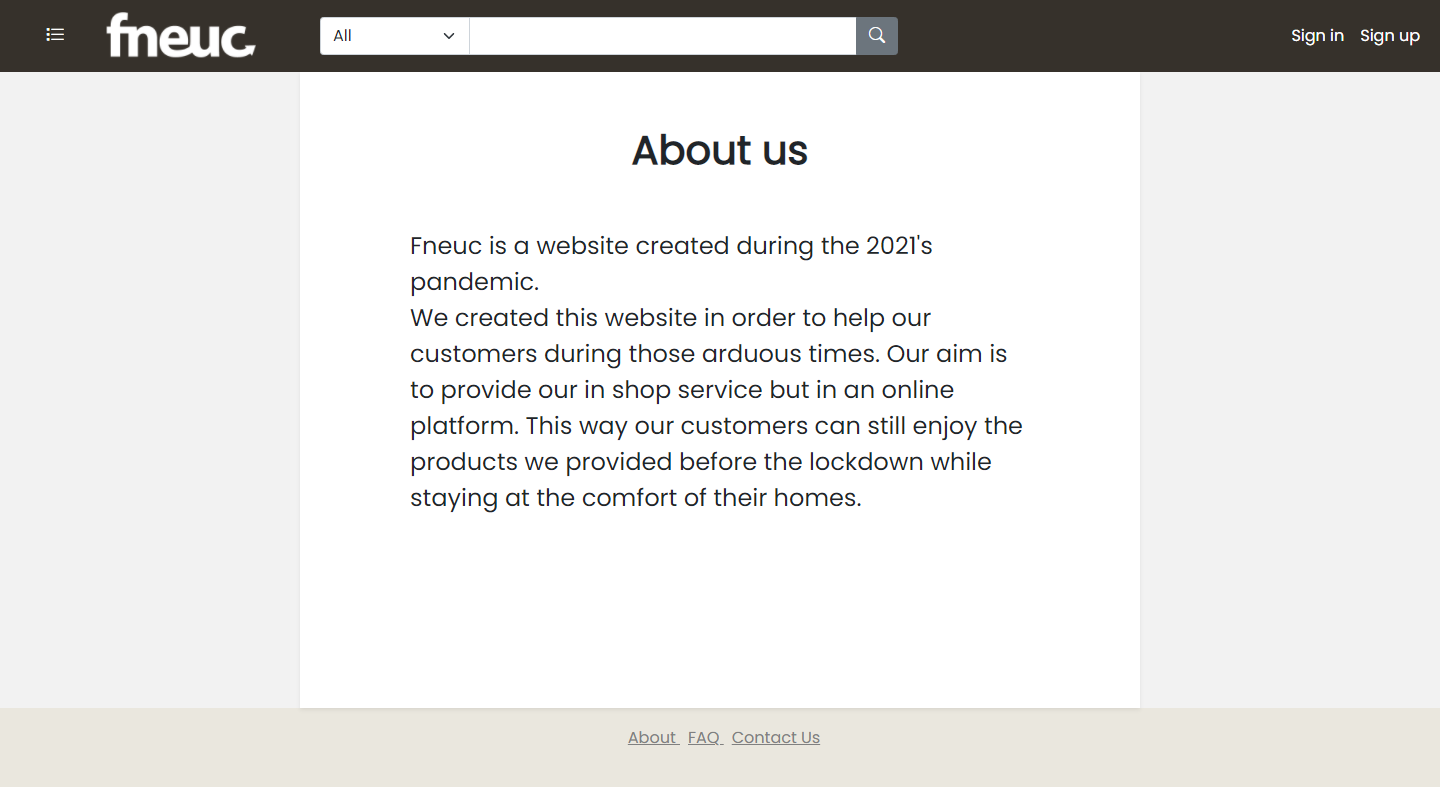 fneuc
All
Sign in
Sign up
About us
Fneuc is a website created during the 2021's
pandemic.
We created this website in order to help our
customers during those arduous times. Our aim is
to provide our in shop service but in an online
platform. This way our customers can still enjoy the
products we provided before the lockdown while
staying at the comfort of their homes.
About FAQ Contact Us